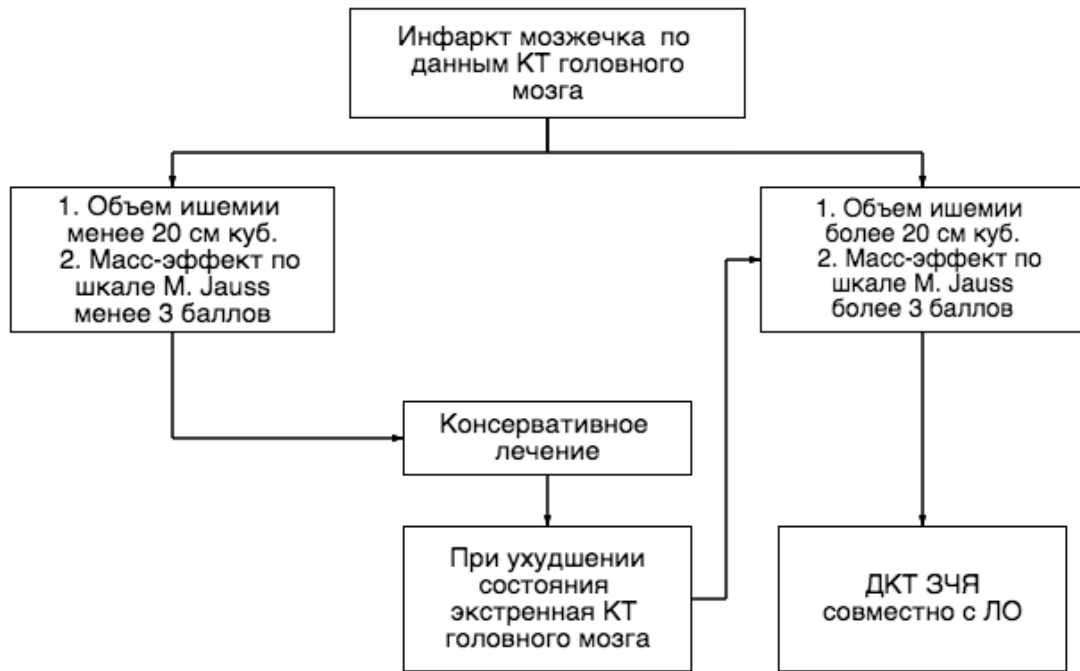 Инфаркт мозжечка по
данным КТ головного
мозга
1. Объем ишемии
менее 20 см куб.
2. Масс-эффект по
шкале M. Jauss
менее 3 баллов
1. Объем ишемии
более 20 см куб.
2. Масс-эффект по
шкале M. Jauss
более 3 баллов
Консервативное
лечение
При ухудшении
состояния
экстренная КТ
головного мозга
ДКТ ЗЧЯ
совместно с ЛО